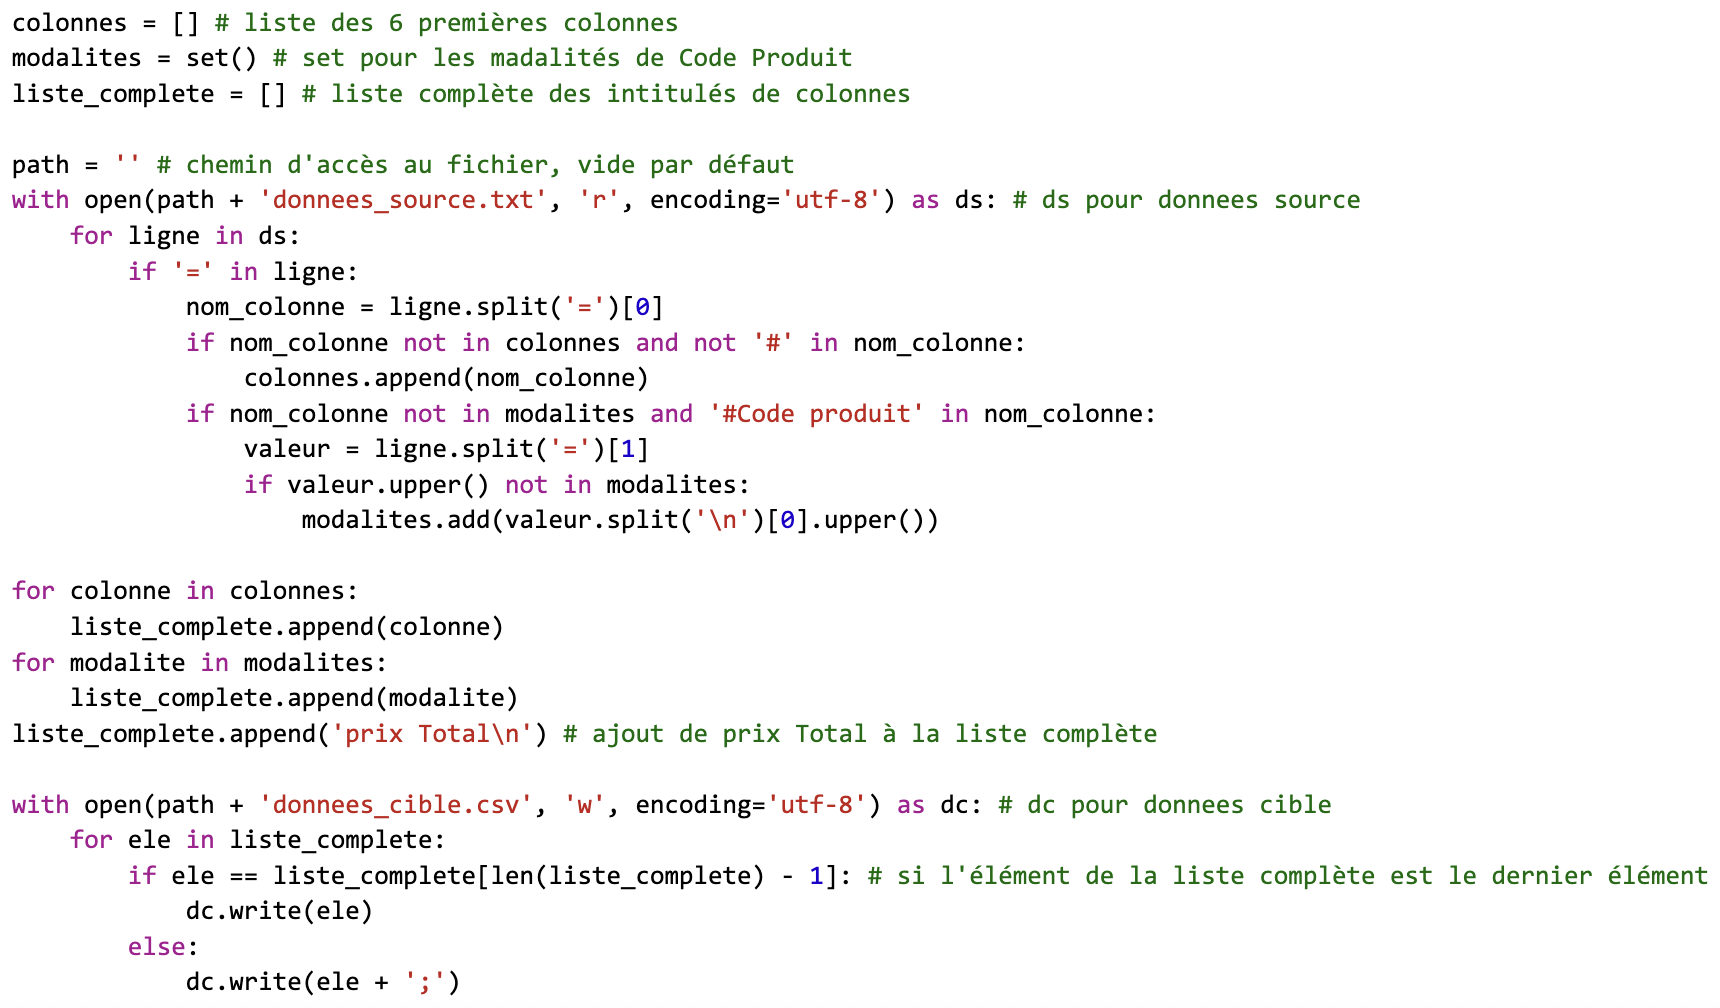 colonnes = [] # liste des 6 premières colonnes
modalites = set() # set pour les madalités de Code Produit
liste_complete = [] # liste complète des intitulés de colonnes

path = '' # chemin d'accès au fichier, vide par défaut
with open(path + 'donnees_source.txt', 'r', encoding='utf-8') as ds: # ds pour donnees source
    for ligne in ds:
        if '=' in ligne:
            nom_colonne = ligne.split('=')[0]
            if nom_colonne not in colonnes and not '#' in nom_colonne:
                colonnes.append(nom_colonne)
            if nom_colonne not in modalites and '#Code produit' in nom_colonne:
                valeur = ligne.split('=')[1]
                if valeur.upper() not in modalites:
                    modalites.add(valeur.split('\n')[0].upper())

for colonne in colonnes:
    liste_complete.append(colonne)
for modalite in modalites:
    liste_complete.append(modalite)
liste_complete.append('prix Total\n') # ajout de prix Total à la liste complète

with open(path + 'donnees_cible.csv', 'w', encoding='utf-8') as dc: # dc pour donnees cible
    for ele in liste_complete:
        if ele == liste_complete[len(liste_complete) - 1]: # si l'élément de la liste complète est le dernier élément
            dc.write(ele)
        else:
            dc.write(ele + ';')